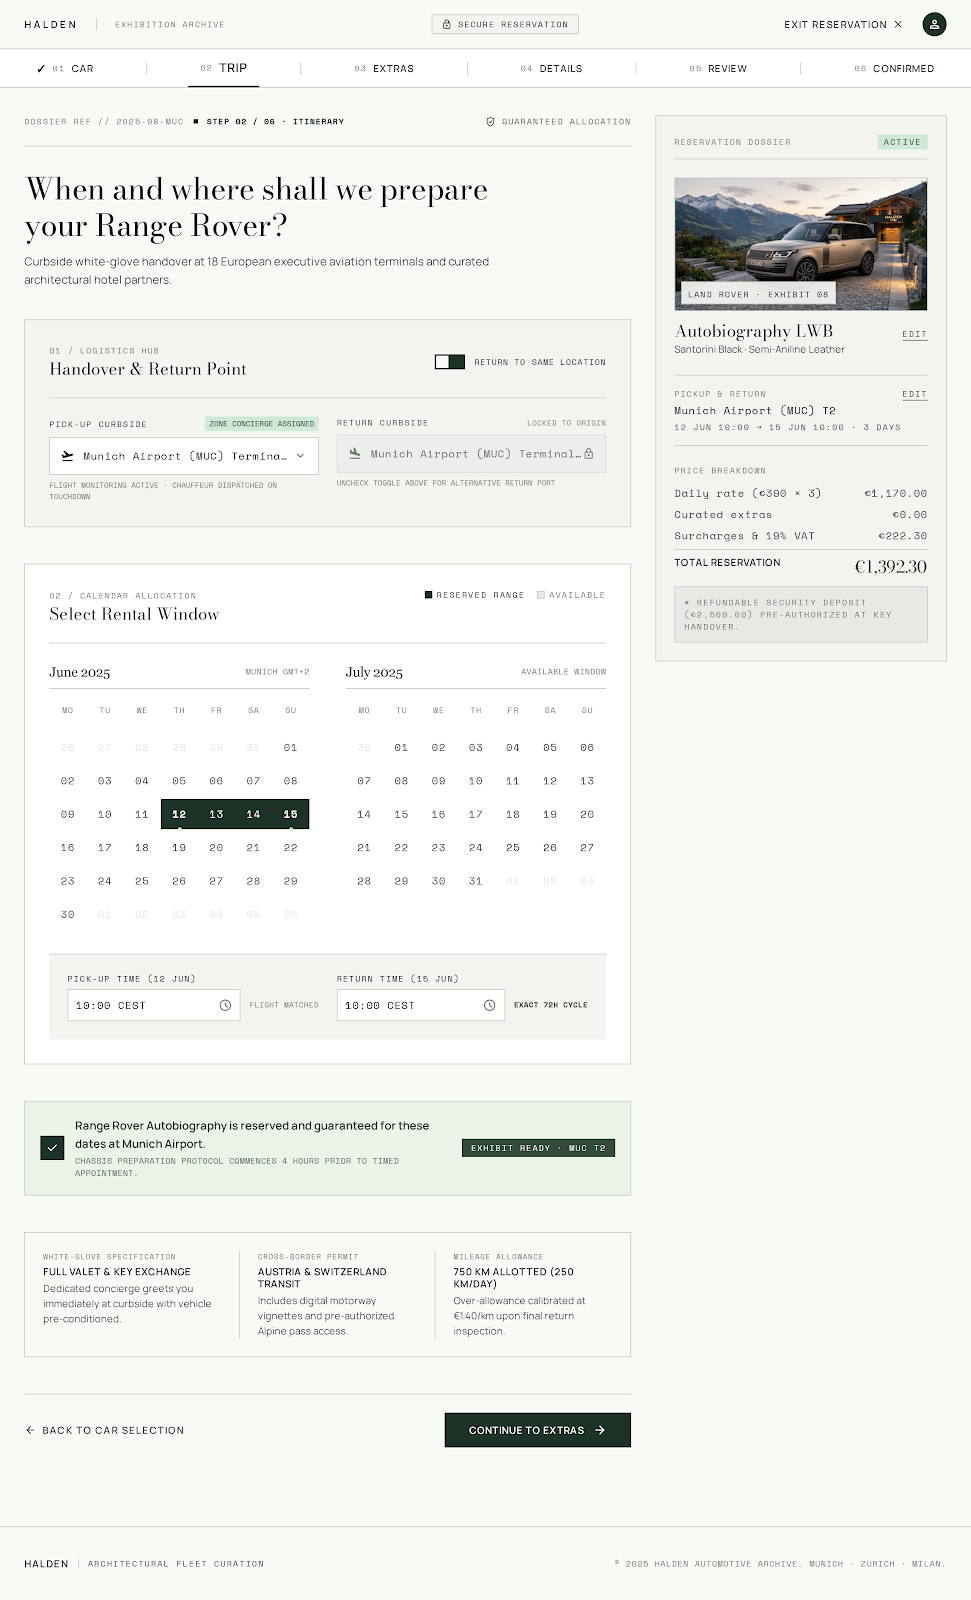 HALDEN
EXHIBITION ARCHIVE
SECURE RESERVATION
EXIT RESERVATION
✓ 01 CAR
02 TRIP
03 EXTRAS
04 DETAILS
05 REVIEW
06 CONFIRMED
DOSSIER REF // 2025-08-MUC ■ STEP 02 / 06 · ITINERARY
GUARANTEED ALLOCATION
When and where shall we prepare
your Range Rover?
Curbside white-glove handover at 18 European executive aviation terminals and curated
architectural hotel partners.
01 / LOGISTICS HUB
Handover & Return Point
RETURN TO SAME LOCATION
PICK-UP CURBSIDE
ZONE CONCIERGE ASSIGNED
Munich Airport (MUC) Termina…
FLIGHT MONITORING ACTIVE · CHAUFFEUR DISPATCHED ON
TOUCHDOWN
RETURN CURBSIDE
LOCKED TO ORIGIN
Munich Airport (MUC) Terminal…
UNCHECK TOGGLE ABOVE FOR ALTERNATIVE RETURN PORT
02 / CALENDAR ALLOCATION
Select Rental Window
RESERVED RANGE
AVAILABLE
June 2025
MUNICH GMT+2
MO TU WE TH FR SA SU
26 27 28 29 30 31 01
02 03 04 05 06 07 08
09 10 11 12 13 14 15
16 17 18 19 20 21 22
23 24 25 26 27 28 29
30 01 02 03 04 05 06
July 2025
AVAILABLE WINDOW
MO TU WE TH FR SA SU
30 01 02 03 04 05 06
07 08 09 10 11 12 13
14 15 16 17 18 19 20
21 22 23 24 25 26 27
28 29 30 31 01 02 03
PICK-UP TIME (12 JUN)
10:00 CEST
FLIGHT MATCHED
RETURN TIME (15 JUN)
10:00 CEST
EXACT 72H CYCLE
Range Rover Autobiography is reserved and guaranteed for these
dates at Munich Airport.
CHASSIS PREPARATION PROTOCOL COMMENCES 4 HOURS PRIOR TO TIMED
APPOINTMENT.
EXHIBIT READY · MUC T2
WHITE-GLOVE SPECIFICATION
FULL VALET & KEY EXCHANGE
Dedicated concierge greets you
immediately at curbside with vehicle
pre-conditioned.
CROSS-BORDER PERMIT
AUSTRIA & SWITZERLAND
TRANSIT
Includes digital motorway
vignettes and pre-authorized
Alpine pass access.
MILEAGE ALLOWANCE
750 KM ALLOTTED (250
KM/DAY)
Over-allowance calibrated at
€1.40/km upon final return
inspection.
← BACK TO CAR SELECTION
CONTINUE TO EXTRAS →
RESERVATION DOSSIER
ACTIVE
HALDEN
LAND ROVER · EXHIBIT 08
Autobiography LWB
EDIT
Santorini Black · Semi-Aniline Leather
PICKUP & RETURN
EDIT
Munich Airport (MUC) T2
12 JUN 10:00 → 15 JUN 10:00 · 3 DAYS
PRICE BREAKDOWN
Daily rate (€390 × 3) €1,170.00
Curated extras €0.00
Surcharges & 19% VAT €222.30
TOTAL RESERVATION €1,392.30
* REFUNDABLE SECURITY DEPOSIT
(€2,500.00) PRE-AUTHORIZED AT KEY
HANDOVER.
HALDEN
ARCHITECTURAL FLEET CURATION
© 2025 HALDEN AUTOMOTIVE ARCHIVE. MUNICH · ZURICH · MILAN.